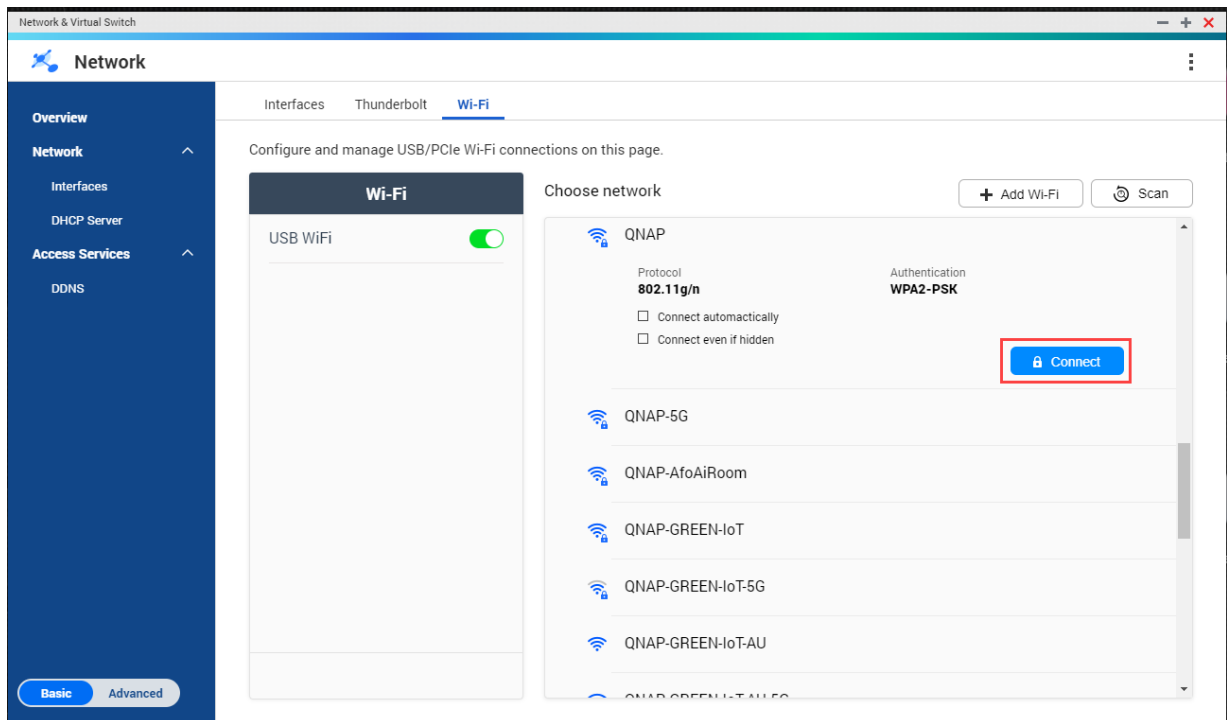 Network & Virtual Switch
Network
Overview
Network
Interfaces
DHCP Server
Access Services
DDNS
Basic Advanced
Interfaces Thunderbolt Wi-Fi
Configure and manage USB/PCIe Wi-Fi connections on this page.
Wi-Fi
USB WiFi
Choose network
Add Wi-Fi
Scan
QNAP
Protocol Authentication
802.11g/n WPA2-PSK
Connect automactically
Connect even if hidden
Connect
QNAP-5G
QNAP-AfoAiRoom
QNAP-GREEN-IoT
QNAP-GREEN-IoT-5G
QNAP-GREEN-IoT-AU